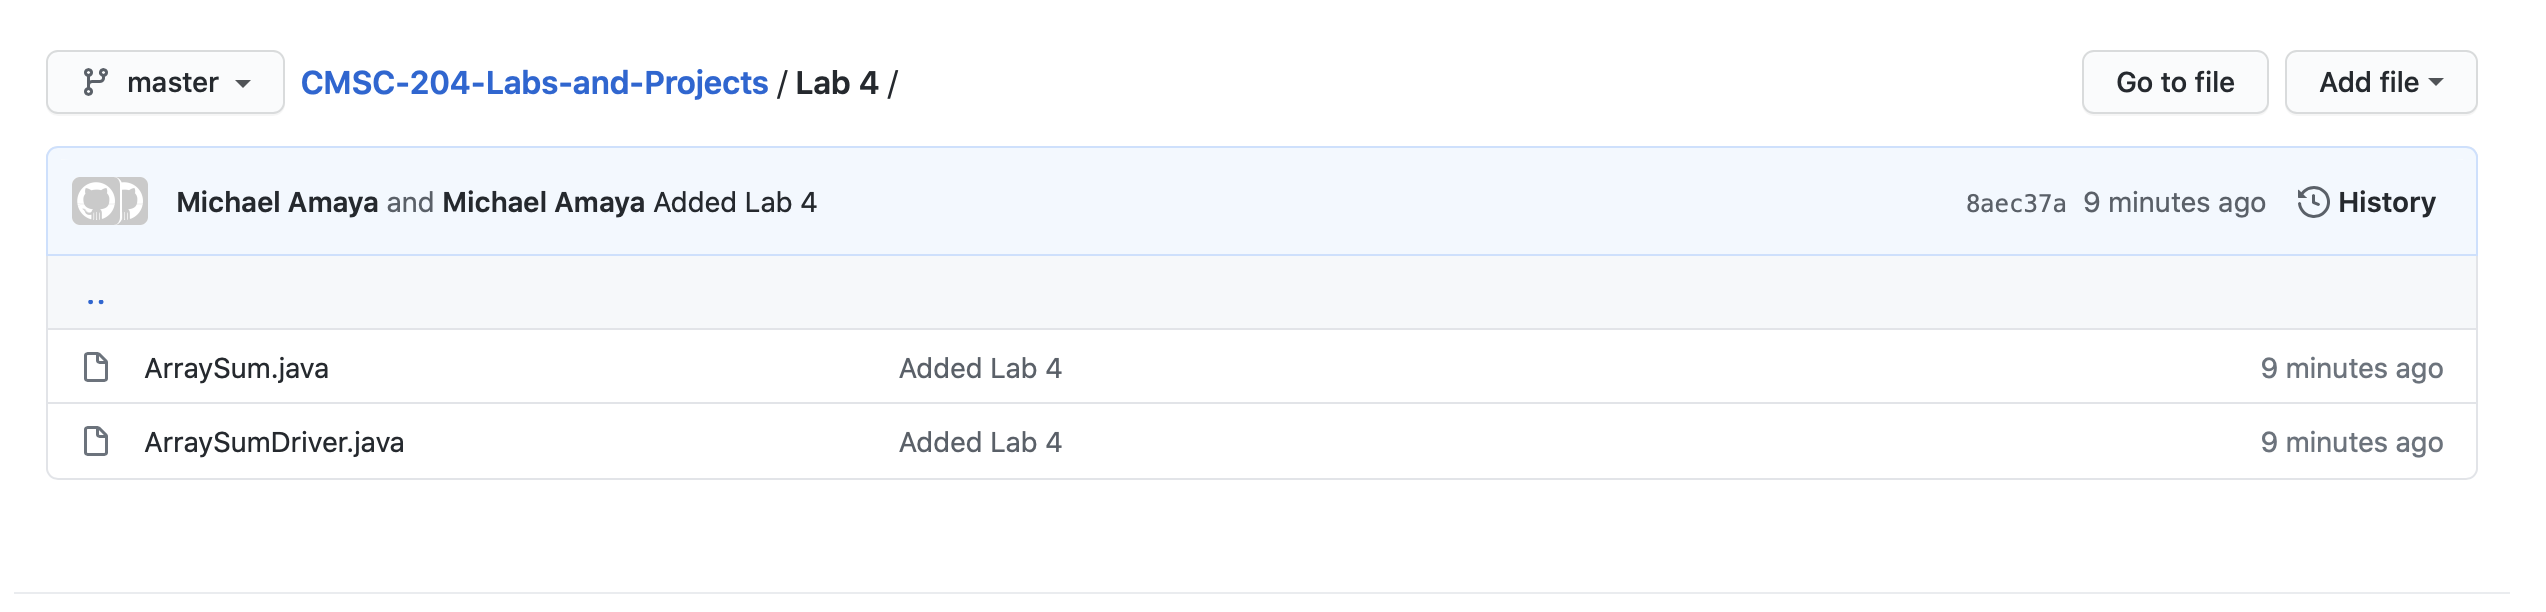 master CMSC-204-Labs-and-Projects / Lab 4 / Go to file Add file
Michael Amaya and Michael Amaya Added Lab 4 8aec37a 9 minutes ago History
..
ArraySum.java Added Lab 4 9 minutes ago
ArraySumDriver.java Added Lab 4 9 minutes ago